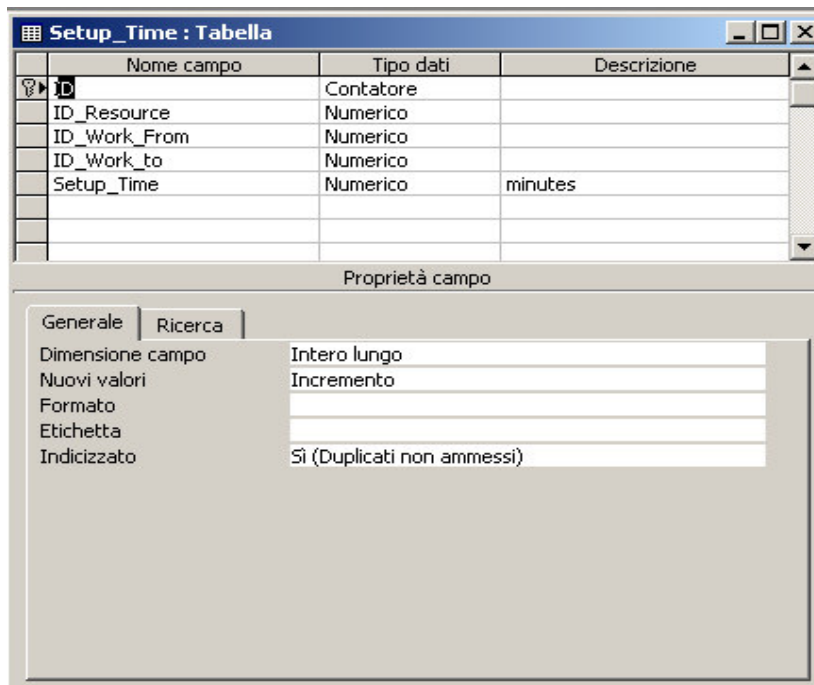 Setup_Time : Tabella
Nome campo Tipo dati Descrizione
ID Contatore
ID_Resource Numerico
ID_Work_From Numerico
ID_Work_to Numerico
Setup_Time Numerico minutes
Proprietà campo
Generale Ricerca
Dimensione campo Intero lungo
Nuovi valori Incremento
Formato
Etichetta
Indicizzato Sì (Duplicati non ammessi)